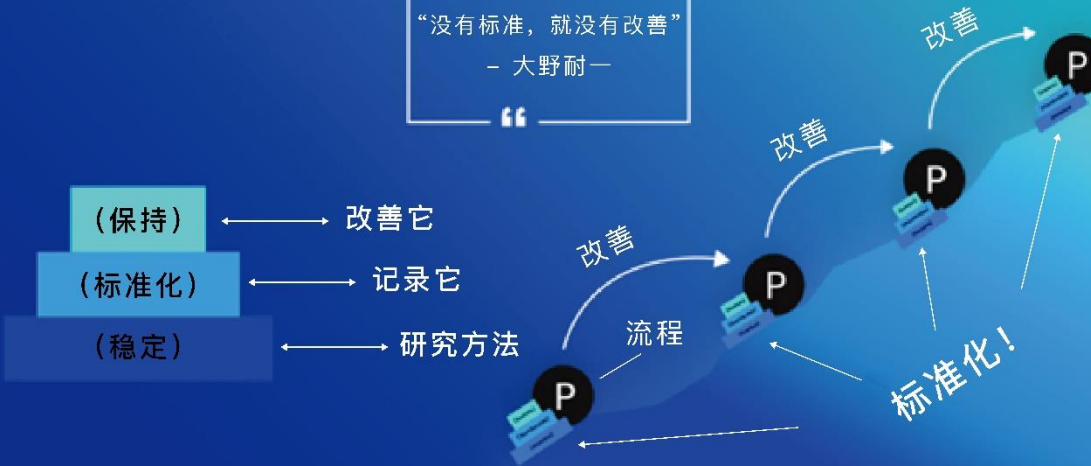 “没有标准，就没有改善”
– 大野耐一
（保持）
改善它
（标准化）
记录它
（稳定）
研究方法
改善
改善
改善
流程
P
P
P
P
标准化！